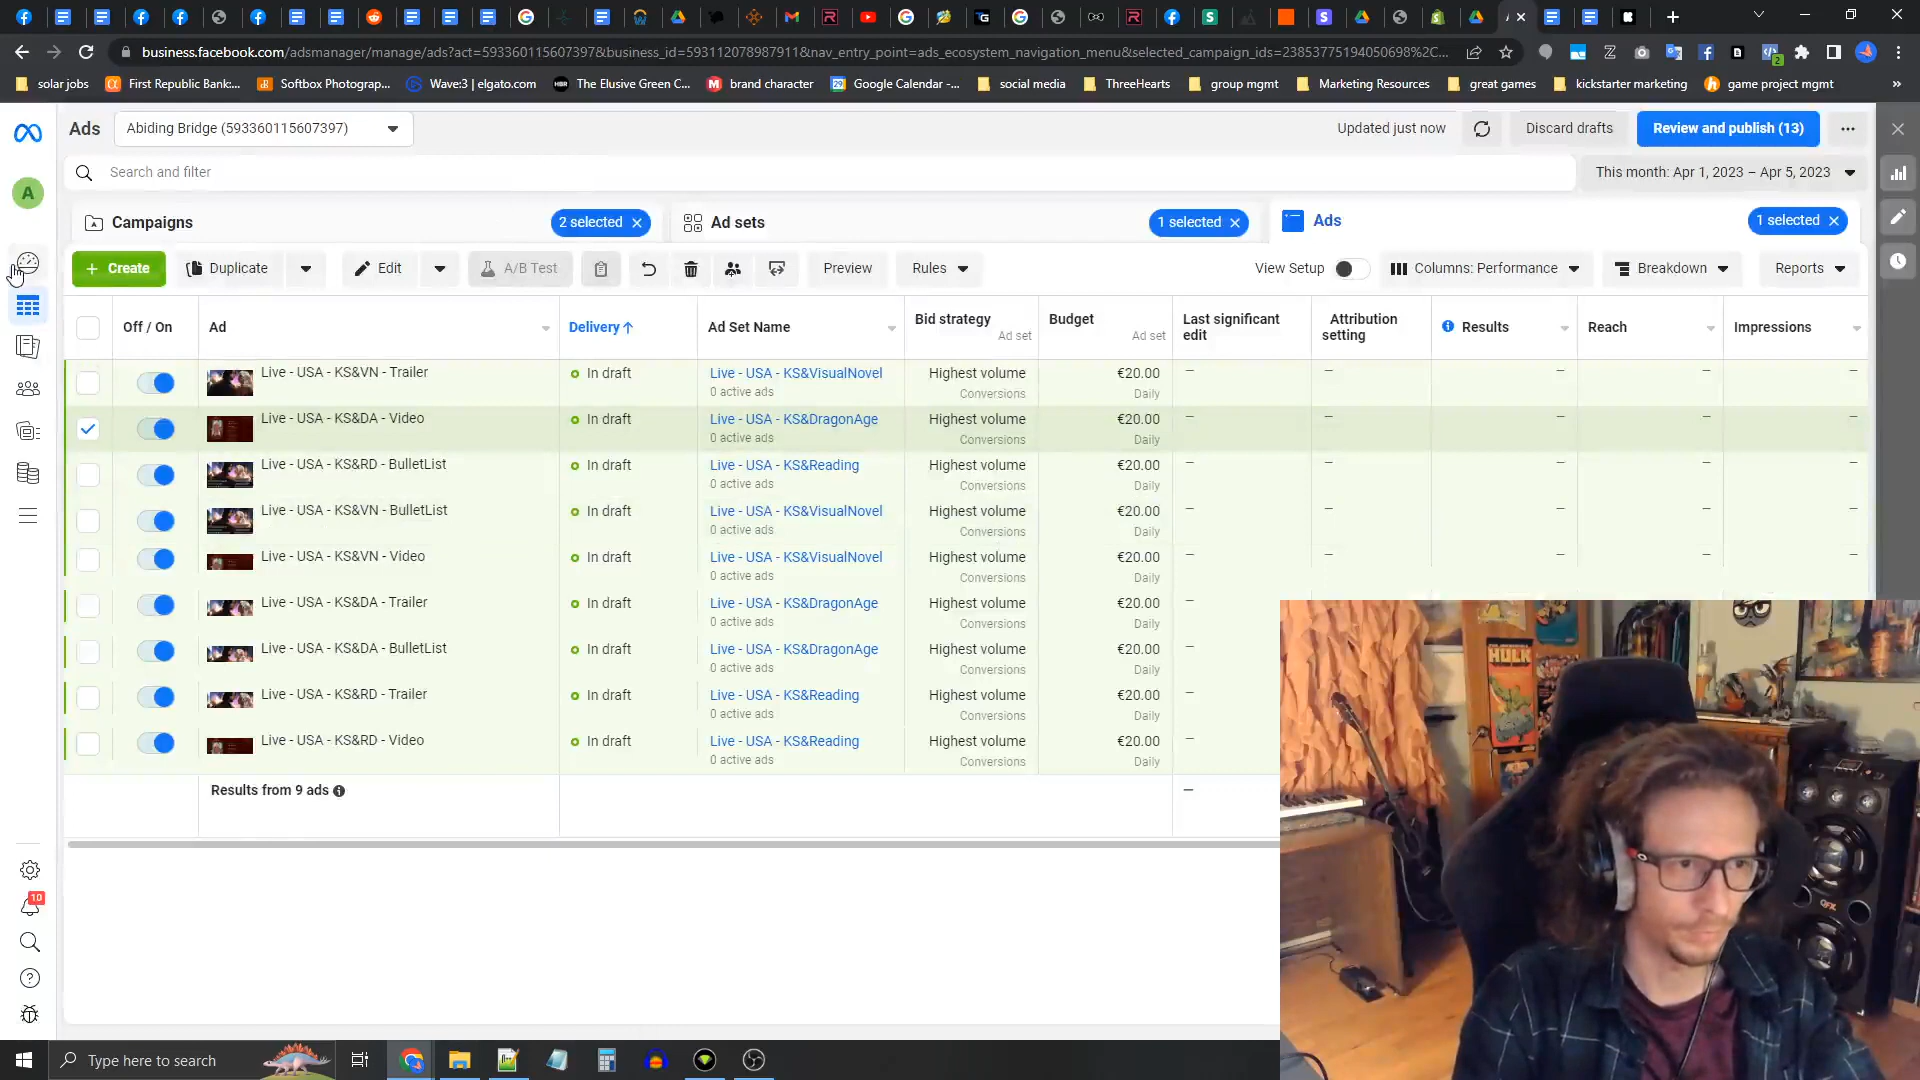 business.facebook.com/adsmanager/manage/ads?act=593360115607397&business_id=593112078987911&nav_entry_point=ads_ecosystem_navigation_menu&selected_campaign_ids=23853775194050698%2C...
solar jobs
First Republic Bank:...
Softbox Photograp...
Wave:3 | elgato.com
The Elusive Green C...
brand character
Google Calendar -...
social media
ThreeHearts
group mgmt
Marketing Resources
great games
kickstarter marketing
game project mgmt
»
Ads
Abiding Bridge (593360115607397)
Updated just now
Discard drafts
Review and publish (13)
A
Search and filter
This month: Apr 1, 2023 – Apr 5, 2023
Campaigns
2 selected ×
Ad sets
1 selected ×
Ads
1 selected ×
+ Create
Duplicate
Edit
A/B Test
Preview
Rules
View Setup
Columns: Performance
Breakdown
Reports
Off / On
Ad
Delivery ↑
Ad Set Name
Bid strategy
Ad set
Budget
Ad set
Last significant edit
Attribution setting
Results
Reach
Impressions
Live - USA - KS&VN - Trailer
In draft
Live - USA - KS&VisualNovel
0 active ads
Highest volume
Conversions
€20.00
Daily
— — — — —
Live - USA - KS&DA - Video
In draft
Live - USA - KS&DragonAge
0 active ads
Highest volume
Conversions
€20.00
Daily
— — — — —
Live - USA - KS&RD - BulletList
In draft
Live - USA - KS&Reading
0 active ads
Highest volume
Conversions
€20.00
Daily
— — — — —
Live - USA - KS&VN - BulletList
In draft
Live - USA - KS&VisualNovel
0 active ads
Highest volume
Conversions
€20.00
Daily
— — — — —
Live - USA - KS&VN - Video
In draft
Live - USA - KS&VisualNovel
0 active ads
Highest volume
Conversions
€20.00
Daily
— — — — —
Live - USA - KS&DA - Trailer
In draft
Live - USA - KS&DragonAge
0 active ads
Highest volume
Conversions
€20.00
Daily
—
Live - USA - KS&DA - BulletList
In draft
Live - USA - KS&DragonAge
0 active ads
Highest volume
Conversions
€20.00
Daily
—
Live - USA - KS&RD - Trailer
In draft
Live - USA - KS&Reading
0 active ads
Highest volume
Conversions
€20.00
Daily
—
Live - USA - KS&RD - Video
In draft
Live - USA - KS&Reading
0 active ads
Highest volume
Conversions
€20.00
Daily
—
Results from 9 ads
—
10
HULK
GFX
Type here to search